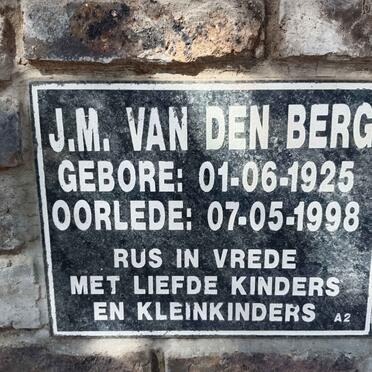 J.M. VAN DEN BERG
GEBORE: 01-06-1925
OORLEDE: 07-05-1998
RUS IN VREDE
MET LIEFDE KINDERS
EN KLEINKINDERS A2